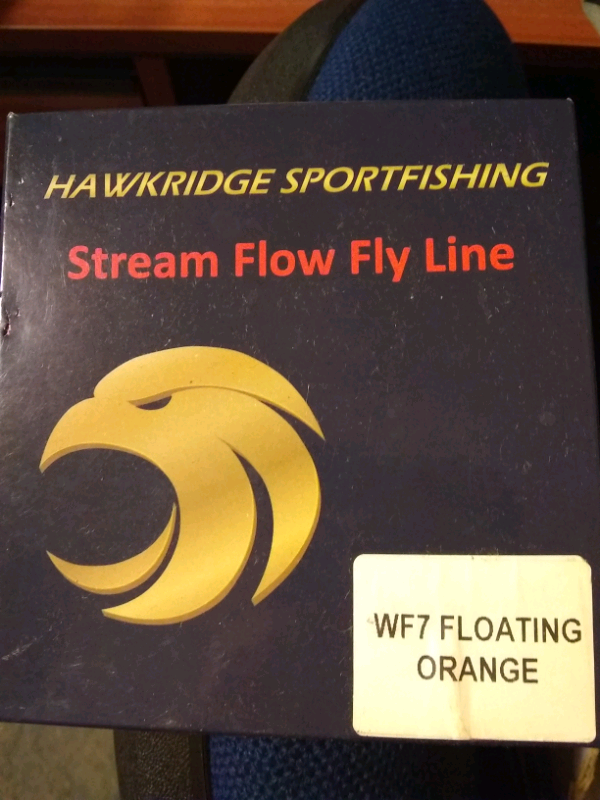 HAWKRIDGE SPORTFISHING
Stream Flow Fly Line
WF7 FLOATING
ORANGE